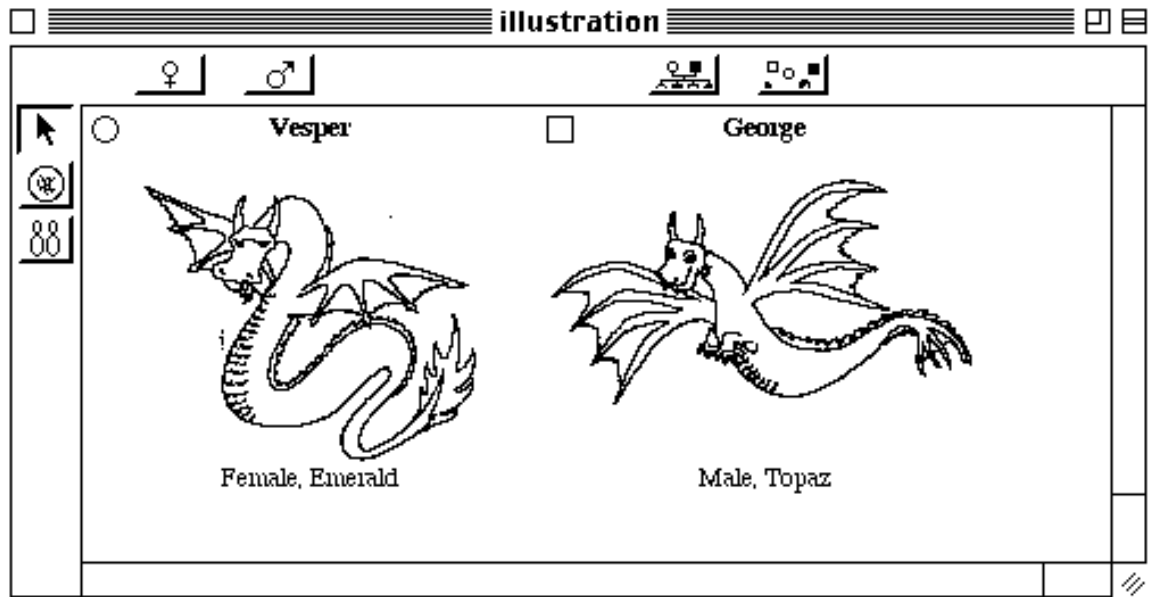 illustration
Vesper
George
Female, Emerald
Male, Topaz